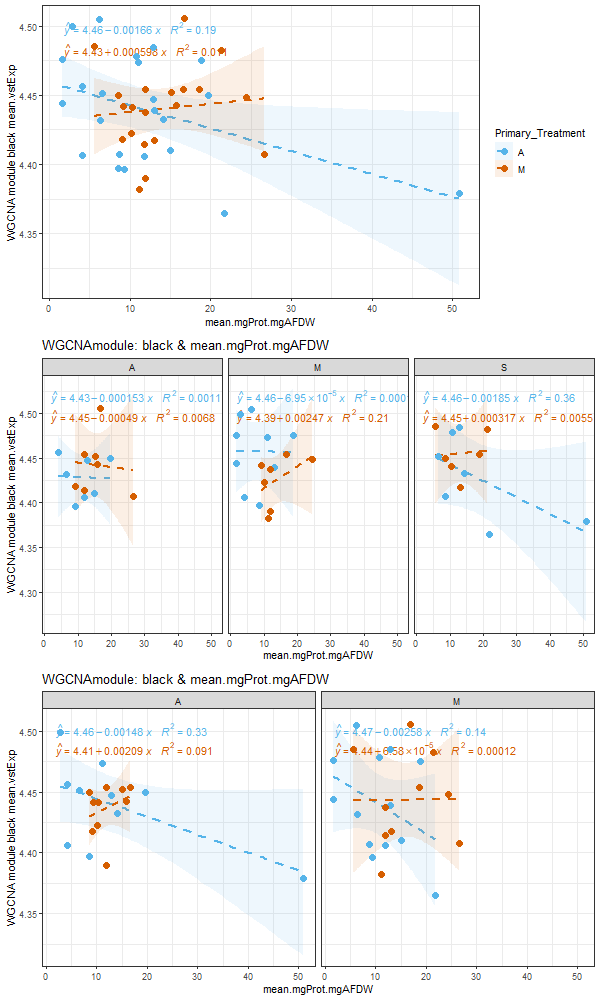 4.50
4.45
4.40
4.35
WGCNA module black mean.vstExp
ŷ = 4.46 − 0.00166 x R² = 0.19
ŷ = 4.43 + 0.000598 x R² = 0.011
0 10 20 30 40 50
mean.mgProt.mgAFDW
Primary_Treatment
A
M
WGCNAmodule: black & mean.mgProt.mgAFDW
A M S
ŷ = 4.43 − 0.000153 x R² = 0.0011
ŷ = 4.45 − 0.00049 x R² = 0.0068
ŷ = 4.46 − 6.95 × 10⁻⁵ x R² = 0.000
ŷ = 4.39 + 0.00247 x R² = 0.21
ŷ = 4.46 − 0.00185 x R² = 0.36
ŷ = 4.45 + 0.000317 x R² = 0.0055
4.50
4.45
4.40
4.35
4.30
WGCNA module black mean.vstExp
0 10 20 30 40 50 0 10 20 30 40 50 0 10 20 30 40 50
mean.mgProt.mgAFDW
WGCNAmodule: black & mean.mgProt.mgAFDW
A M
ŷ = 4.46 − 0.00148 x R² = 0.33
ŷ = 4.41 + 0.00209 x R² = 0.091
ŷ = 4.47 − 0.00258 x R² = 0.14
ŷ = 4.44 + 6.58 × 10⁻⁵ x R² = 0.00012
4.50
4.45
4.40
4.35
WGCNA module black mean.vstExp
0 10 20 30 40 50 0 10 20 30 40 50
mean.mgProt.mgAFDW